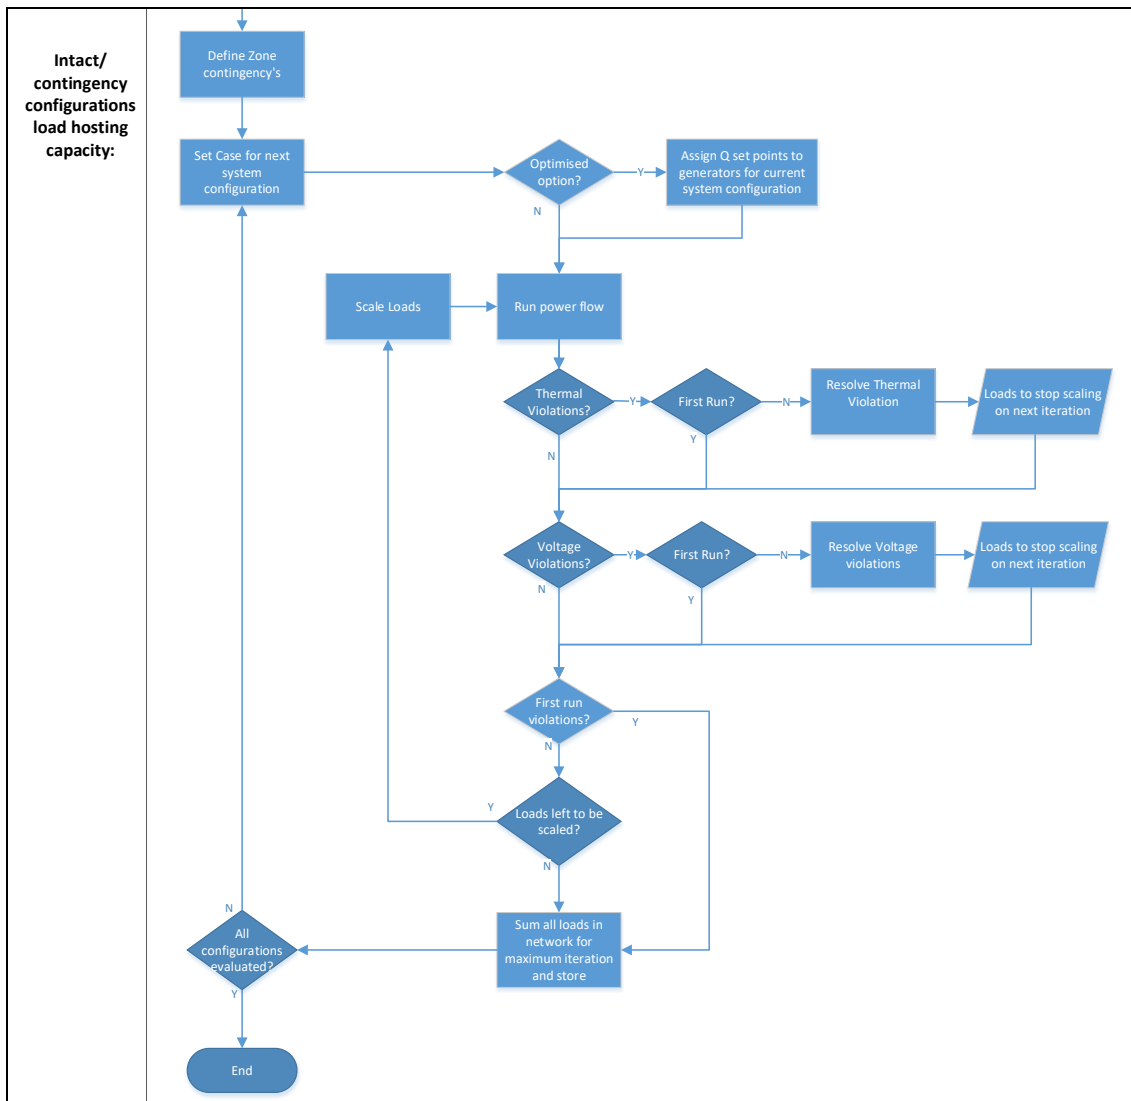 Intact/
contingency
configurations
load hosting
capacity:
Define Zone
contingency's
Set Case for next
system
configuration
Optimised
option?
Y
Assign Q set points to
generators for current
system configuration
N
Scale Loads
Run power flow
Thermal
Violations?
Y
First Run?
N
Resolve Thermal
Violation
Loads to stop scaling
on next iteration
Y
N
Voltage
Violations?
Y
First Run?
N
Resolve Voltage
violations
Loads to stop scaling
on next iteration
N
Y
First run
violations?
Y
N
Y
Loads left to be
scaled?
N
N
Sum all loads in
network for
maximum iteration
and store
All
configurations
evaluated?
Y
End